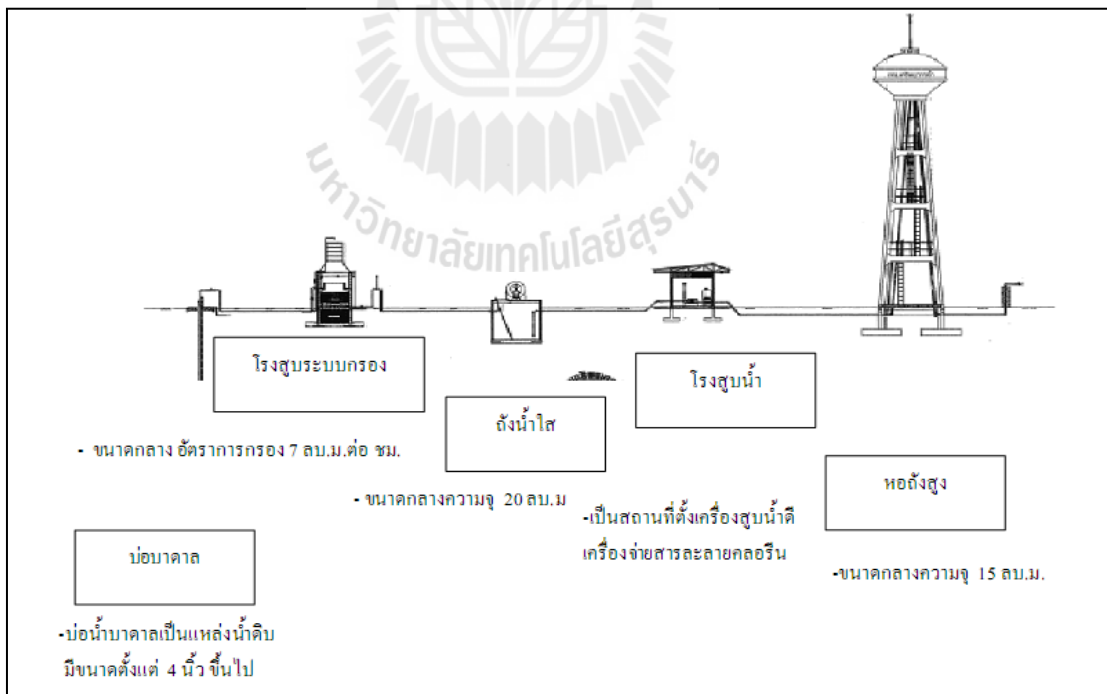 มหาวิทยาลัยเทคโนโลยีสุรนารี
โรงสูบระบบกรอง
- ขนาดกลาง อัตราการกรอง 7 ลบ.ม.ต่อ ชม.
ถังน้ำใส
- ขนาดกลางความจุ 20 ลบ.ม
โรงสูบน้ำ
-เป็นสถานที่ตั้งเครื่องสูบน้ำดี
เครื่องจ่ายสารละลายคลอรีน
หอถังสูง
-ขนาดกลางความจุ 15 ลบ.ม.
บ่อบาดาล
-บ่อน้ำบาดาลเป็นแหล่งน้ำดิบ
มีขนาดตั้งแต่ 4 นิ้ว ขึ้นไป